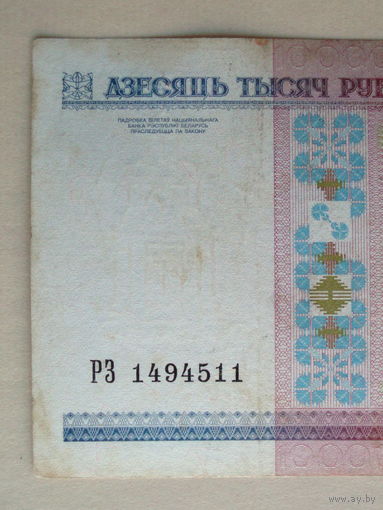 ДЗЕСЯЦЬ ТЫСЯЧ РУБ
ПАДРОБКА БІЛЕТАЎ НАЦЫЯНАЛЬНАГА
БАНКА РЭСПУБЛІКІ БЕЛАРУСЬ
ПРАСЛЕДУЕЦЦА ПА ЗАКОНУ
РЗ 1494511
www.ay.by